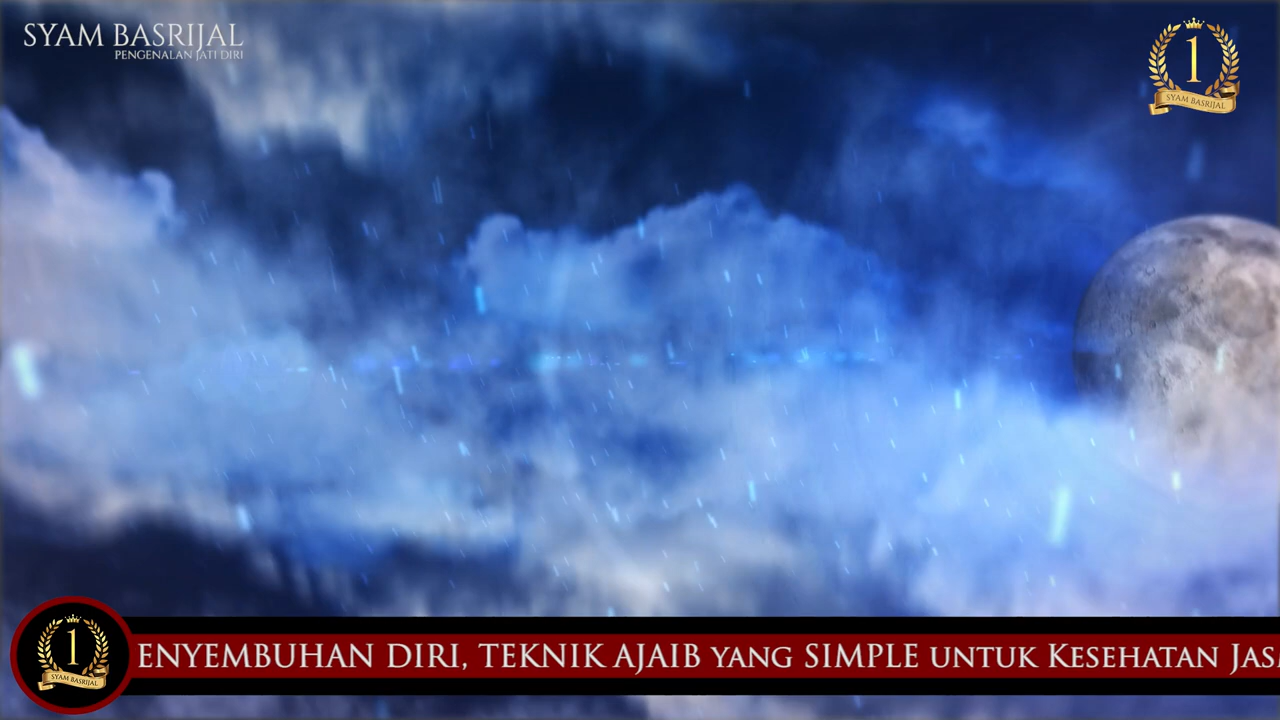 SYAM BASRIJAL
PENGENALAN JATI DIRI
1
SYAM BASRIJAL
1
SYAM BASRIJAL
ENYEMBUHAN DIRI, TEKNIK AJAIB YANG SIMPLE UNTUK KESEHATAN JAS